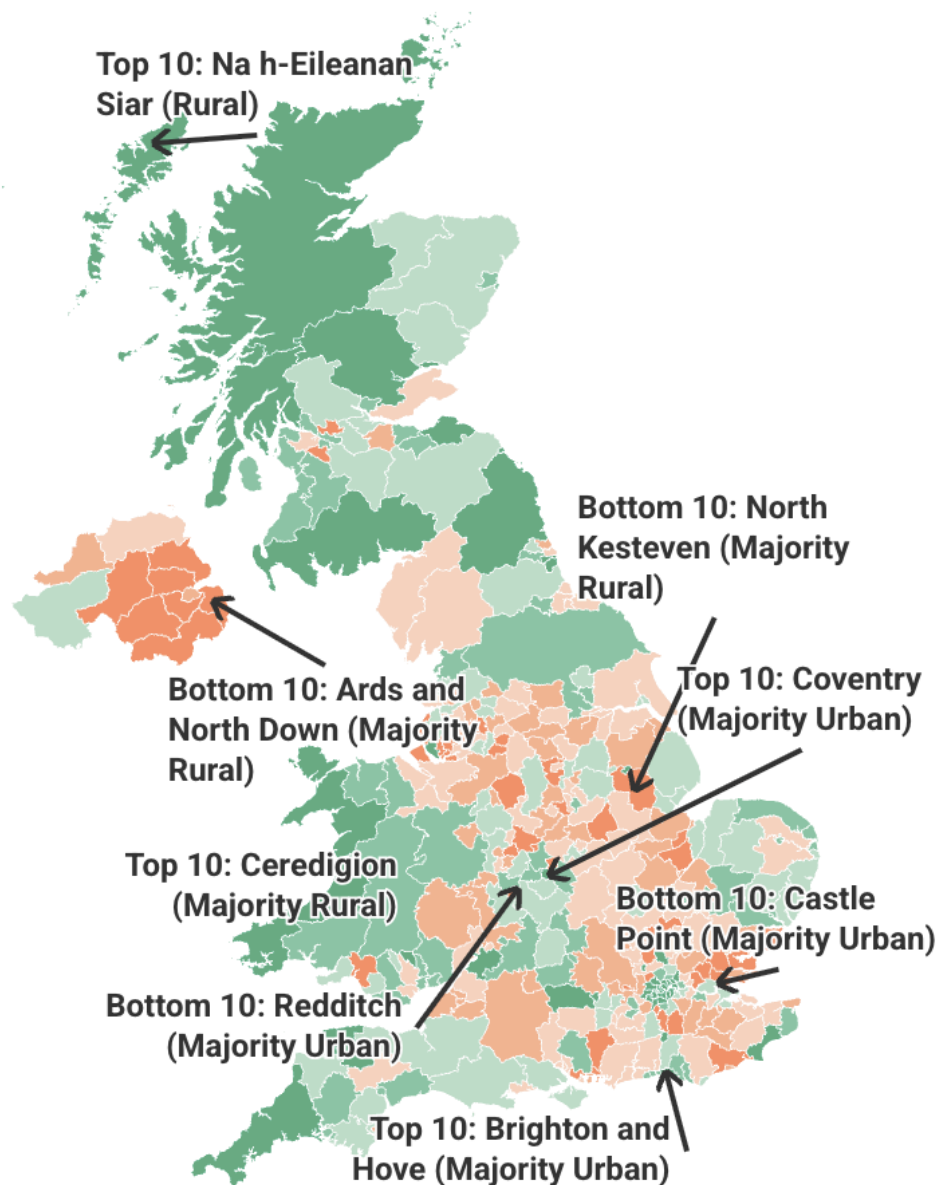 Top 10: Na h-Eileanan
Siar (Rural)
Bottom 10: North
Kesteven (Majority
Rural)
Top 10: Coventry
(Majority Urban)
Bottom 10: Ards and
North Down (Majority
Rural)
Top 10: Ceredigion
(Majority Rural)
Bottom 10: Castle
Point (Majority Urban)
Bottom 10: Redditch
(Majority Urban)
Top 10: Brighton and
Hove (Majority Urban)